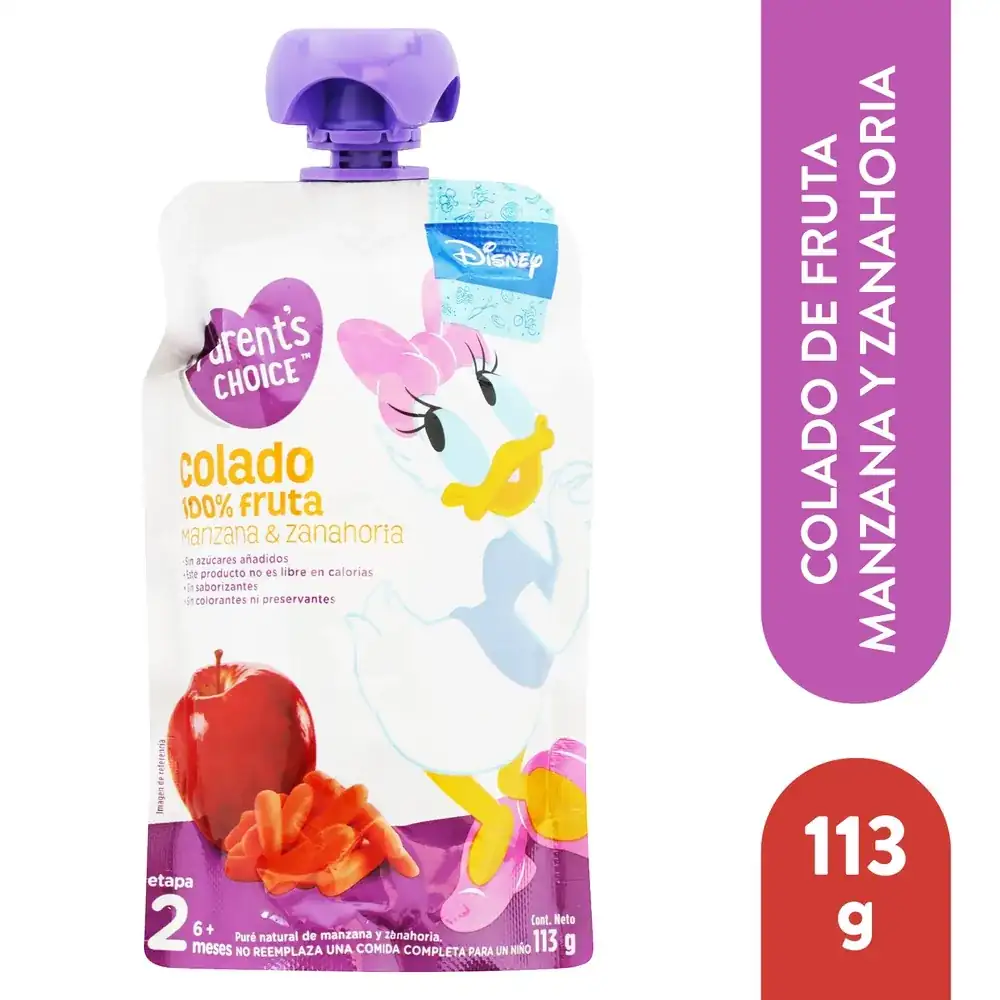 Disney
Parent's
CHOICE™
colado
100% fruta
Manzana & zanahoria
•Sin azúcares añadidos
•Este producto no es libre en calorías
•Sin saborizantes
•Sin colorantes ni preservantes
Imagen de referencia
etapa
2 6+
meses
Puré natural de manzana y zanahoria.
NO REEMPLAZA UNA COMIDA COMPLETA PARA UN NIÑO
Cont. Neto
113 g
COLADO DE FRUTA
MANZANA Y ZANAHORIA
113
g